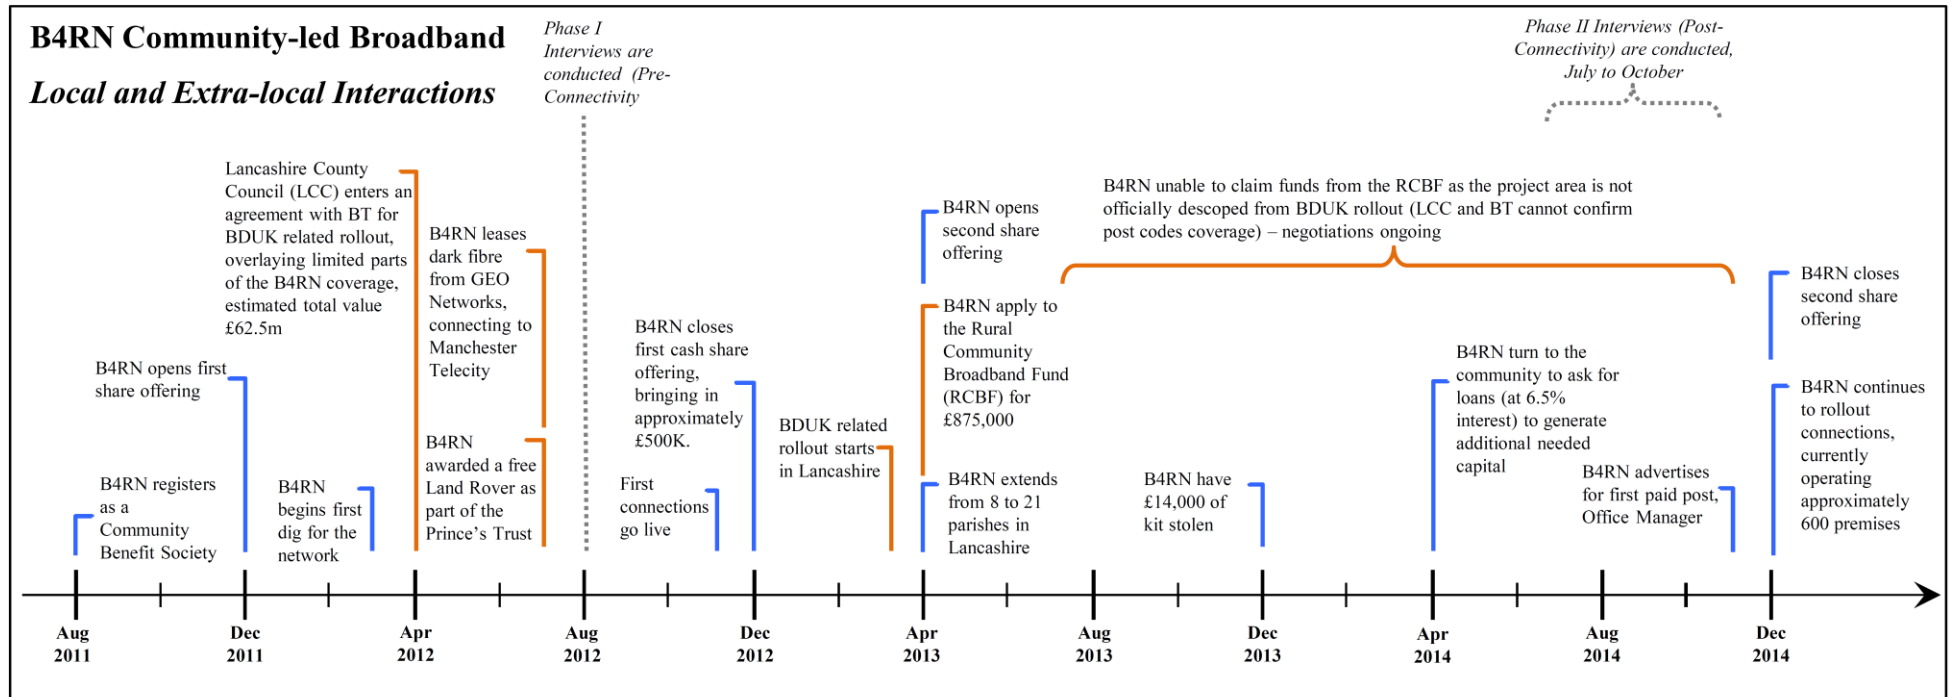 B4RN Community-led Broadband
Local and Extra-local Interactions
Phase I
Interviews are
conducted (Pre-
Connectivity
Phase II Interviews (Post-
Connectivity) are conducted,
July to October
Lancashire County
Council (LCC) enters an
agreement with BT for
BDUK related rollout,
overlaying limited parts
of the B4RN coverage,
estimated total value
£62.5m
B4RN leases
dark fibre
from GEO
Networks,
connecting to
Manchester
Telecity
B4RN opens
second share
offering
B4RN unable to claim funds from the RCBF as the project area is not
officially descoped from BDUK rollout (LCC and BT cannot confirm
post codes coverage) – negotiations ongoing
B4RN closes
second share
offering
B4RN opens first
share offering
B4RN closes
first cash share
offering,
bringing in
approximately
£500K.
B4RN apply to
the Rural
Community
Broadband Fund
(RCBF) for
£875,000
B4RN turn to the
community to ask for
loans (at 6.5%
interest) to generate
additional needed
capital
B4RN continues
to rollout
connections,
currently
operating
approximately
600 premises
B4RN registers
as a
Community
Benefit Society
B4RN
begins first
dig for the
network
B4RN
awarded a free
Land Rover as
part of the
Prince's Trust
First
connections
go live
BDUK related
rollout starts
in Lancashire
B4RN extends
from 8 to 21
parishes in
Lancashire
B4RN have
£14,000 of
kit stolen
B4RN advertises
for first paid post,
Office Manager
Aug
2011
Dec
2011
Apr
2012
Aug
2012
Dec
2012
Apr
2013
Aug
2013
Dec
2013
Apr
2014
Aug
2014
Dec
2014